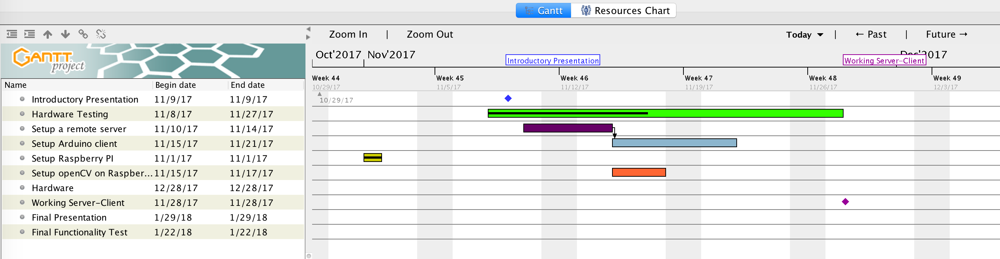 Gantt Resources Chart
Zoom In | Zoom Out Today | ← Past | Future →
GANTT project
Oct'2017 Nov'2017 Dec'2017
Introductory Presentation Working Server-Client
Week 44 Week 45 Week 46 Week 47 Week 48 Week 49
10/29/17 11/5/17 11/12/17 11/19/17 11/26/17 12/3/17
Name Begin date End date
Introductory Presentation 11/9/17 11/9/17 10/29/17
Hardware Testing 11/8/17 11/27/17
Setup a remote server 11/10/17 11/14/17
Setup Arduino client 11/15/17 11/21/17
Setup Raspberry PI 11/1/17 11/1/17
Setup openCV on Raspber... 11/15/17 11/17/17
Hardware 12/28/17 12/28/17
Working Server-Client 11/28/17 11/28/17
Final Presentation 1/29/18 1/29/18
Final Functionality Test 1/22/18 1/22/18